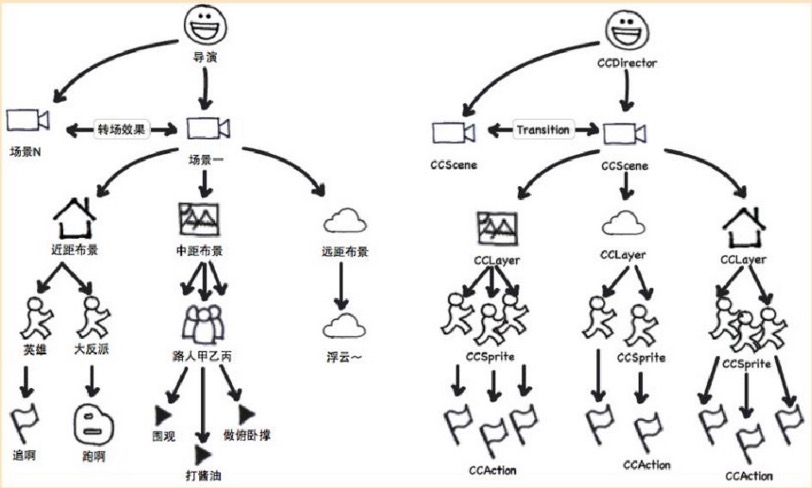 导演
转场效果
场景N
场景一
近距布景
中距布景
远距布景
英雄
大反派
路人甲乙丙
浮云~
追啊
跑啊
围观
做俯卧撑
打酱油
CCDirector
Transition
CCScene
CCScene
CCLayer
CCLayer
CCLayer
CCSprite
CCSprite
CCSprite
CCAction
CCAction
CCAction